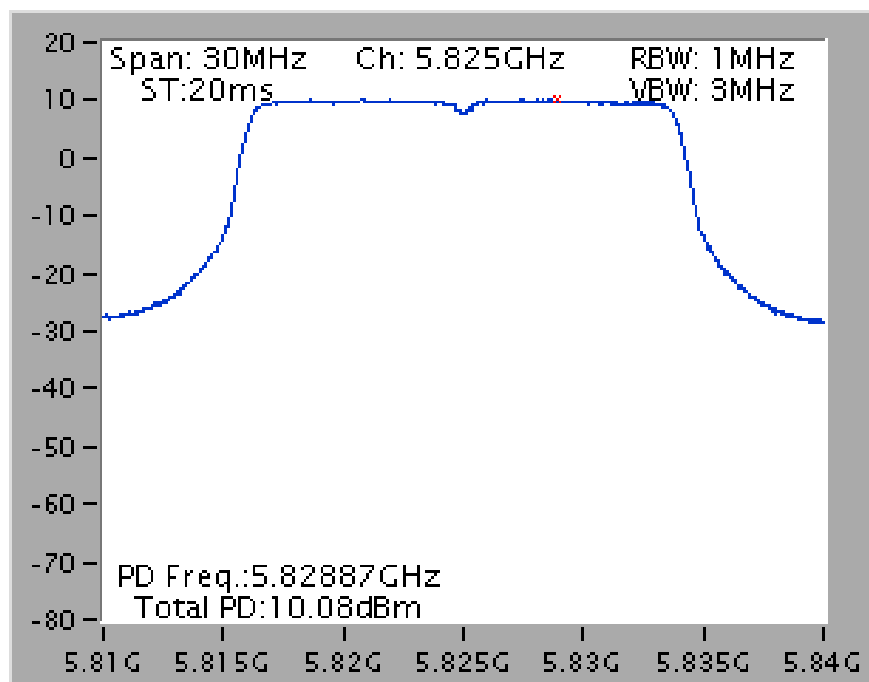 Span: 30MHz Ch: 5.825GHz RBW: 1MHz
ST:20ms VBW: 3MHz
20
10
0
-10
-20
-30
-40
-50
-60
-70
-80
PD Freq.:5.82887GHz
Total PD:10.08dBm
5.81G 5.815G 5.82G 5.825G 5.83G 5.835G 5.84G